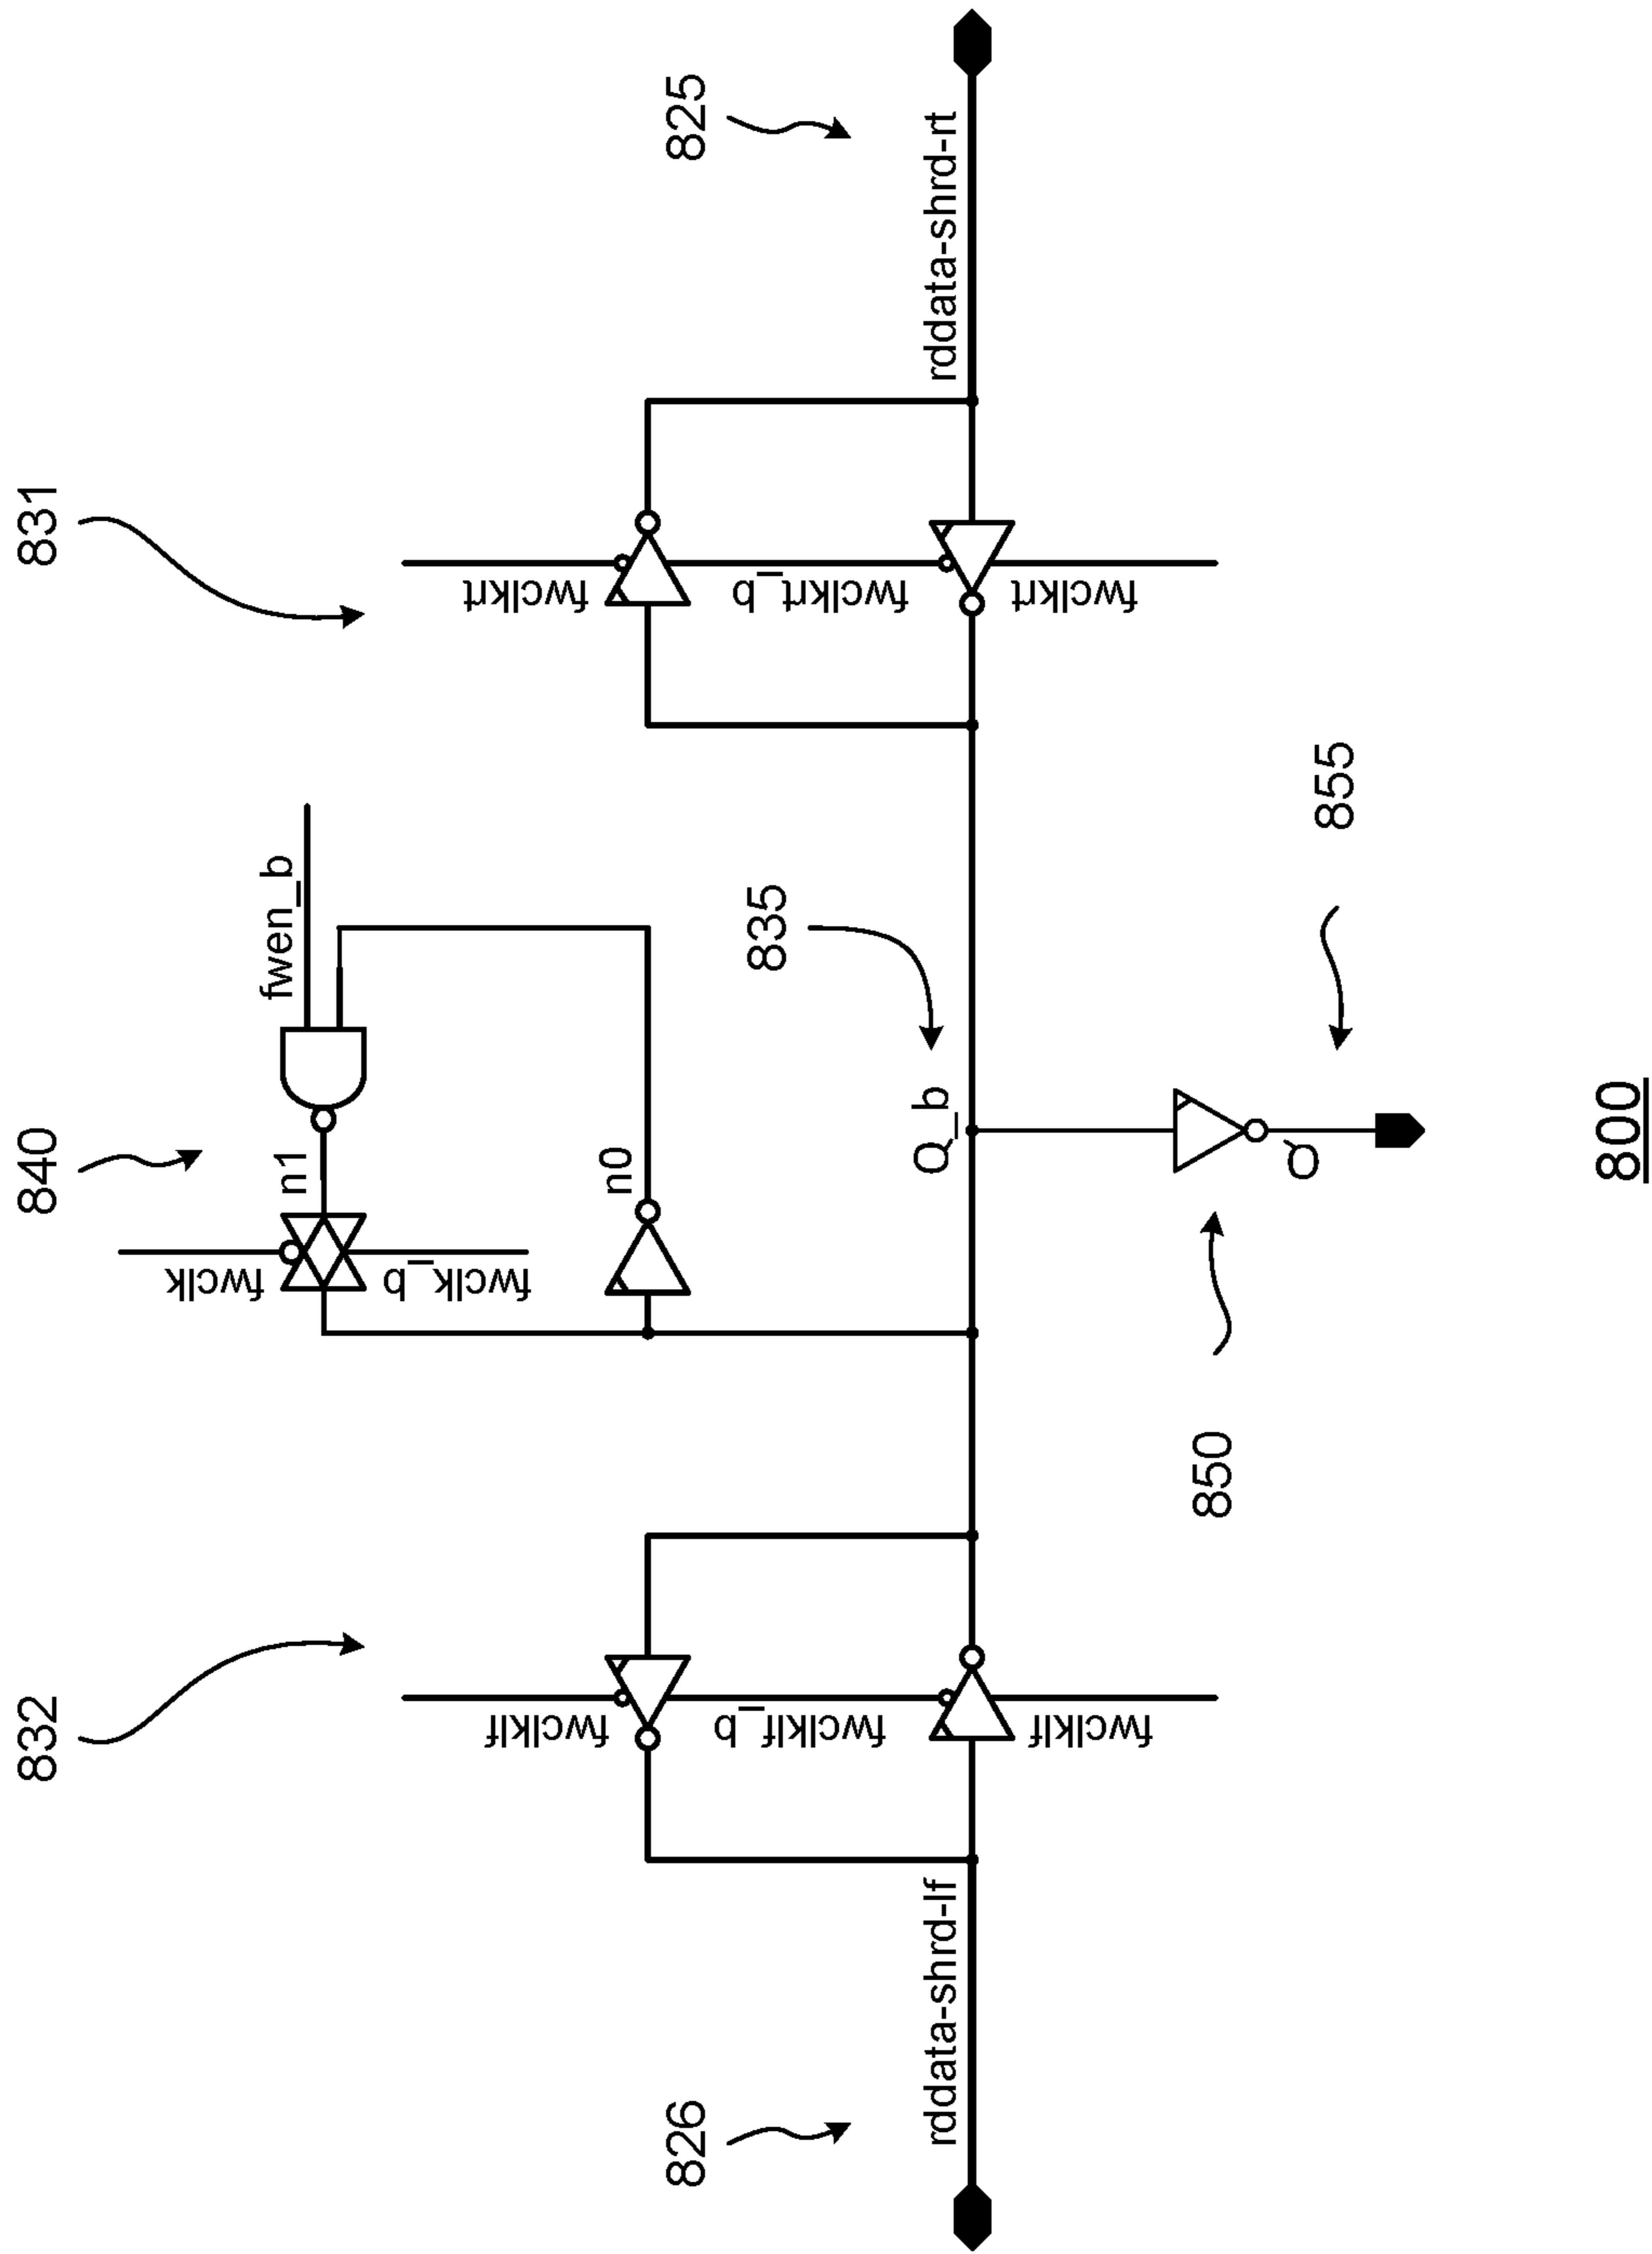 832
840
831
fwclk
fwen_b
n1
fwclk_b
fwclklf
fwclkrt
n0
826
825
835
fwclklf_b
fwclkrt_b
rddata-shrd-lf
Q_b
rddata-shrd-rt
fwclklf
fwclkrt
850
Q
855
800